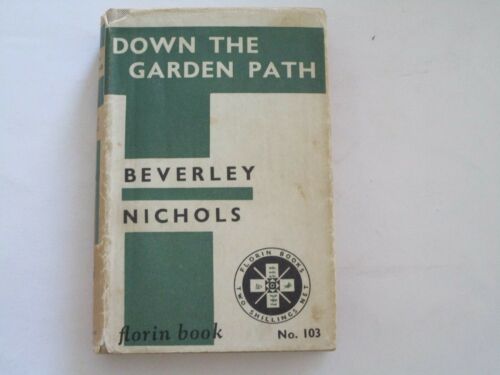 DOWN THE
GARDEN PATH
BEVERLEY
NICHOLS
FLORIN BOOKS
TWO SHILLINGS NET
florin book
No. 103